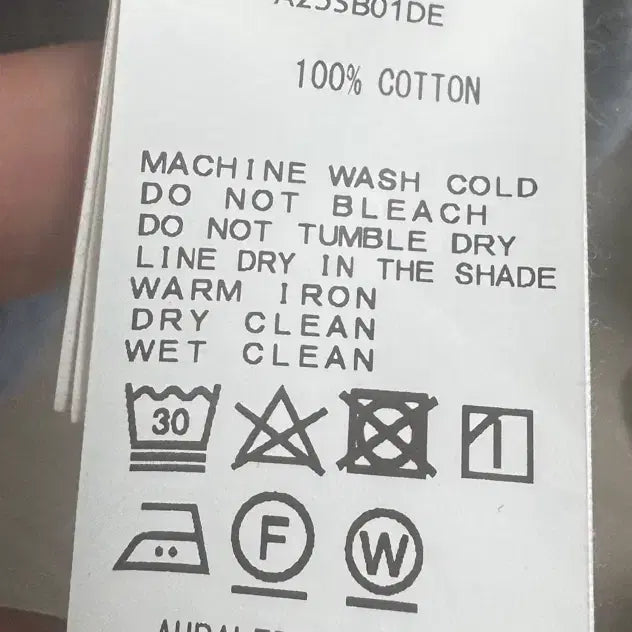 100% COTTON
MACHINE WASH COLD
DO NOT BLEACH
DO NOT TUMBLE DRY
LINE DRY IN THE SHADE
WARM IRON
DRY CLEAN
WET CLEAN
30
F W